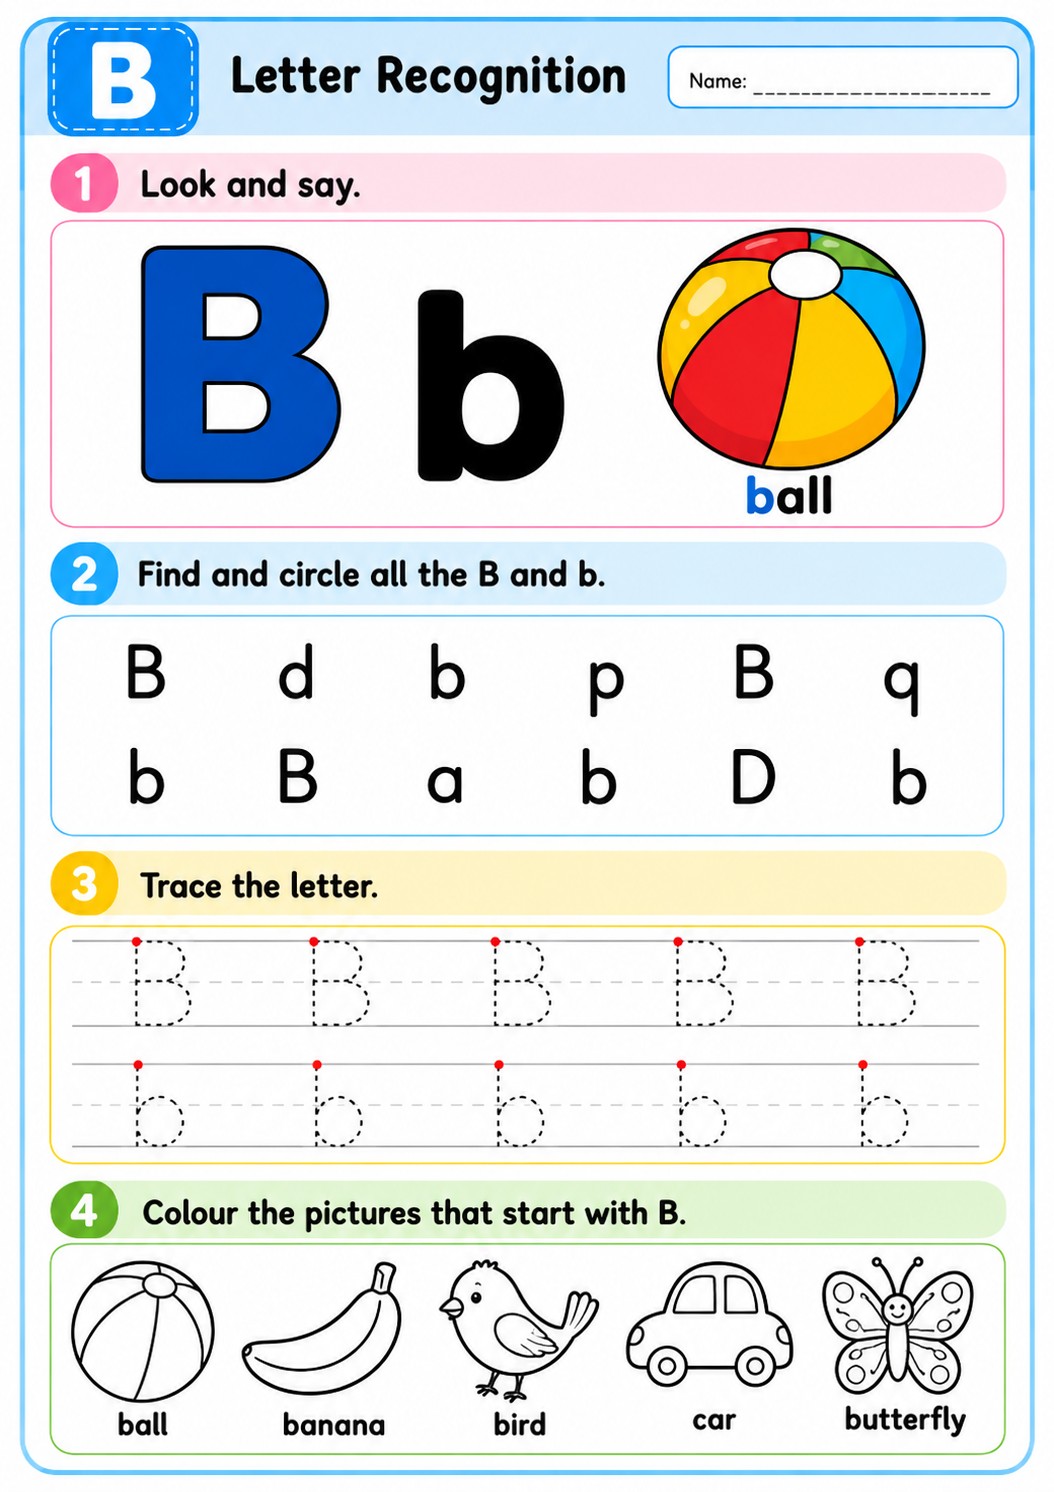 B
Letter Recognition
Name: ____________________
1
Look and say.
B b
ball
2
Find and circle all the B and b.
B d b p B q
b B a b D b
3
Trace the letter.
B B B B B
b b b b b
4
Colour the pictures that start with B.
ball banana bird car butterfly